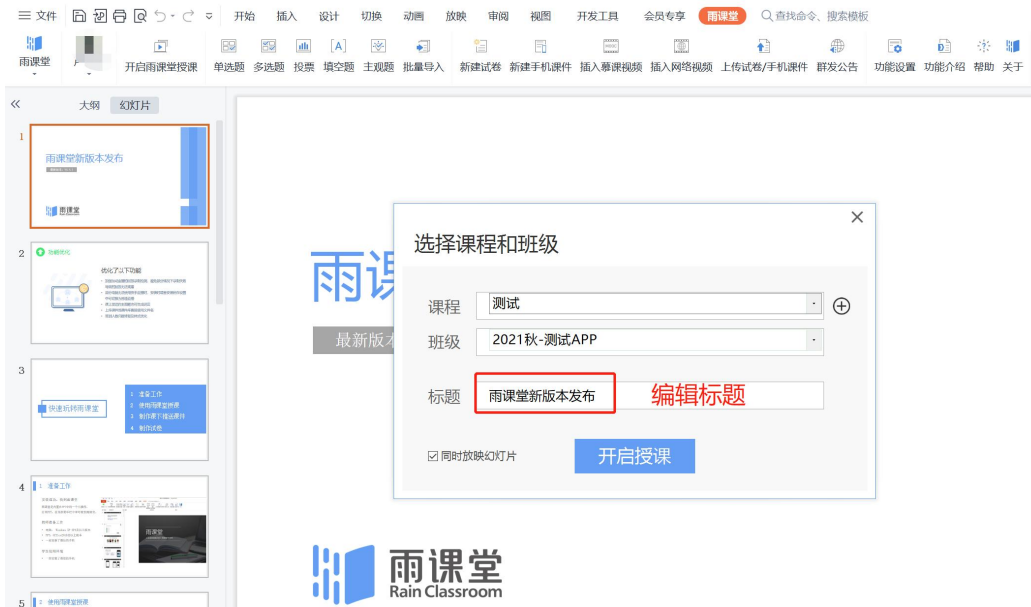 文件 开始 插入 设计 切换 动画 放映 审阅 视图 开发工具 会员专享 雨课堂 查找命令、搜索模板
雨课堂 开启雨课堂授课 单选题 多选题 投票 填空题 主观题 批量导入 新建试卷 新建手机课件 插入慕课视频 插入网络视频 上传试卷/手机课件 群发公告 功能设置 功能介绍 帮助 关于
大纲 幻灯片
1
雨课堂新版本发布
雨课堂
2
功能优化
优化了以下功能
3
快速玩转雨课堂
1 准备工作
2 使用雨课堂授课
3 制作课下推送课件
4 制作试卷
4
1 准备工作
雨课堂
5
2 使用雨课堂授课
雨课
最新版本
选择课程和班级
课程 测试
班级 2021秋-测试APP
标题 雨课堂新版本发布 编辑标题
同时放映幻灯片 开启授课
雨课堂
Rain Classroom